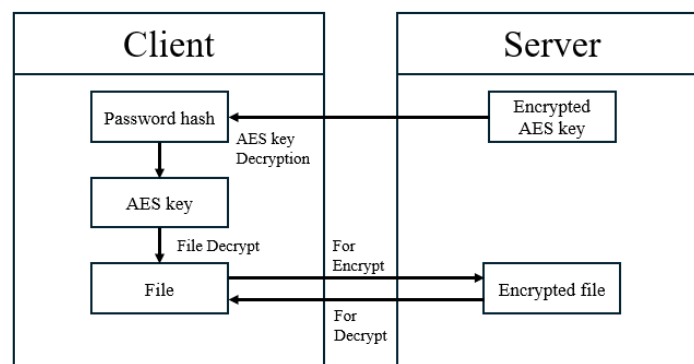 Client
Server
Password hash
Encrypted
AES key
AES key
Decryption
AES key
File Decrypt
For
Encrypt
File
Encrypted file
For
Decrypt